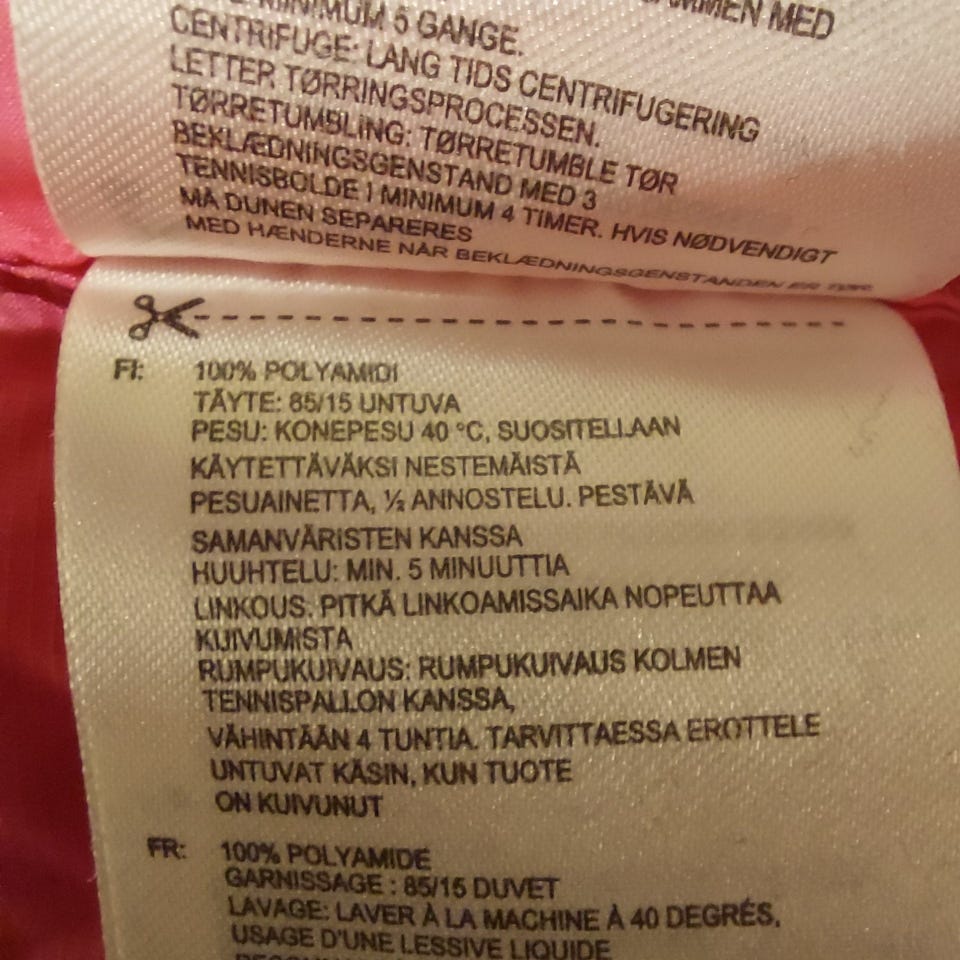 MMEN MED
MINIMUM 5 GANGE.
CENTRIFUGE: LANG TIDS CENTRIFUGERING
LETTER TØRRINGSPROCESSEN.
TØRRETUMBLING: TØRRETUMBLE TØR
BEKLÆDNINGSGENSTAND MED 3
TENNISBOLDE I MINIMUM 4 TIMER. HVIS NØDVENDIGT
MÅ DUNEN SEPARERES
MED HÆNDERNE NÅR BEKLÆDNINGSGENSTANDEN ER TØR.
FI: 100% POLYAMIDI
TÄYTE: 85/15 UNTUVA
PESU: KONEPESU 40 °C, SUOSITELLAAN
KÄYTETTÄVÄKSI NESTEMÄISTÄ
PESUAINETTA, ½ ANNOSTELU. PESTÄVÄ
SAMANVÄRISTEN KANSSA
HUUHTELU: MIN. 5 MINUUTTIA
LINKOUS: PITKÄ LINKOAMISSAIKA NOPEUTTAA
KUIVUMISTA
RUMPUKUIVAUS: RUMPUKUIVAUS KOLMEN
TENNISPALLON KANSSA,
VÄHINTÄÄN 4 TUNTIA. TARVITTAESSA EROTTELE
UNTUVAT KÄSIN, KUN TUOTE
ON KUIVUNUT
FR: 100% POLYAMIDE
GARNISSAGE : 85/15 DUVET
LAVAGE: LAVER À LA MACHINE À 40 DEGRÉS,
USAGE D'UNE LESSIVE LIQUIDE